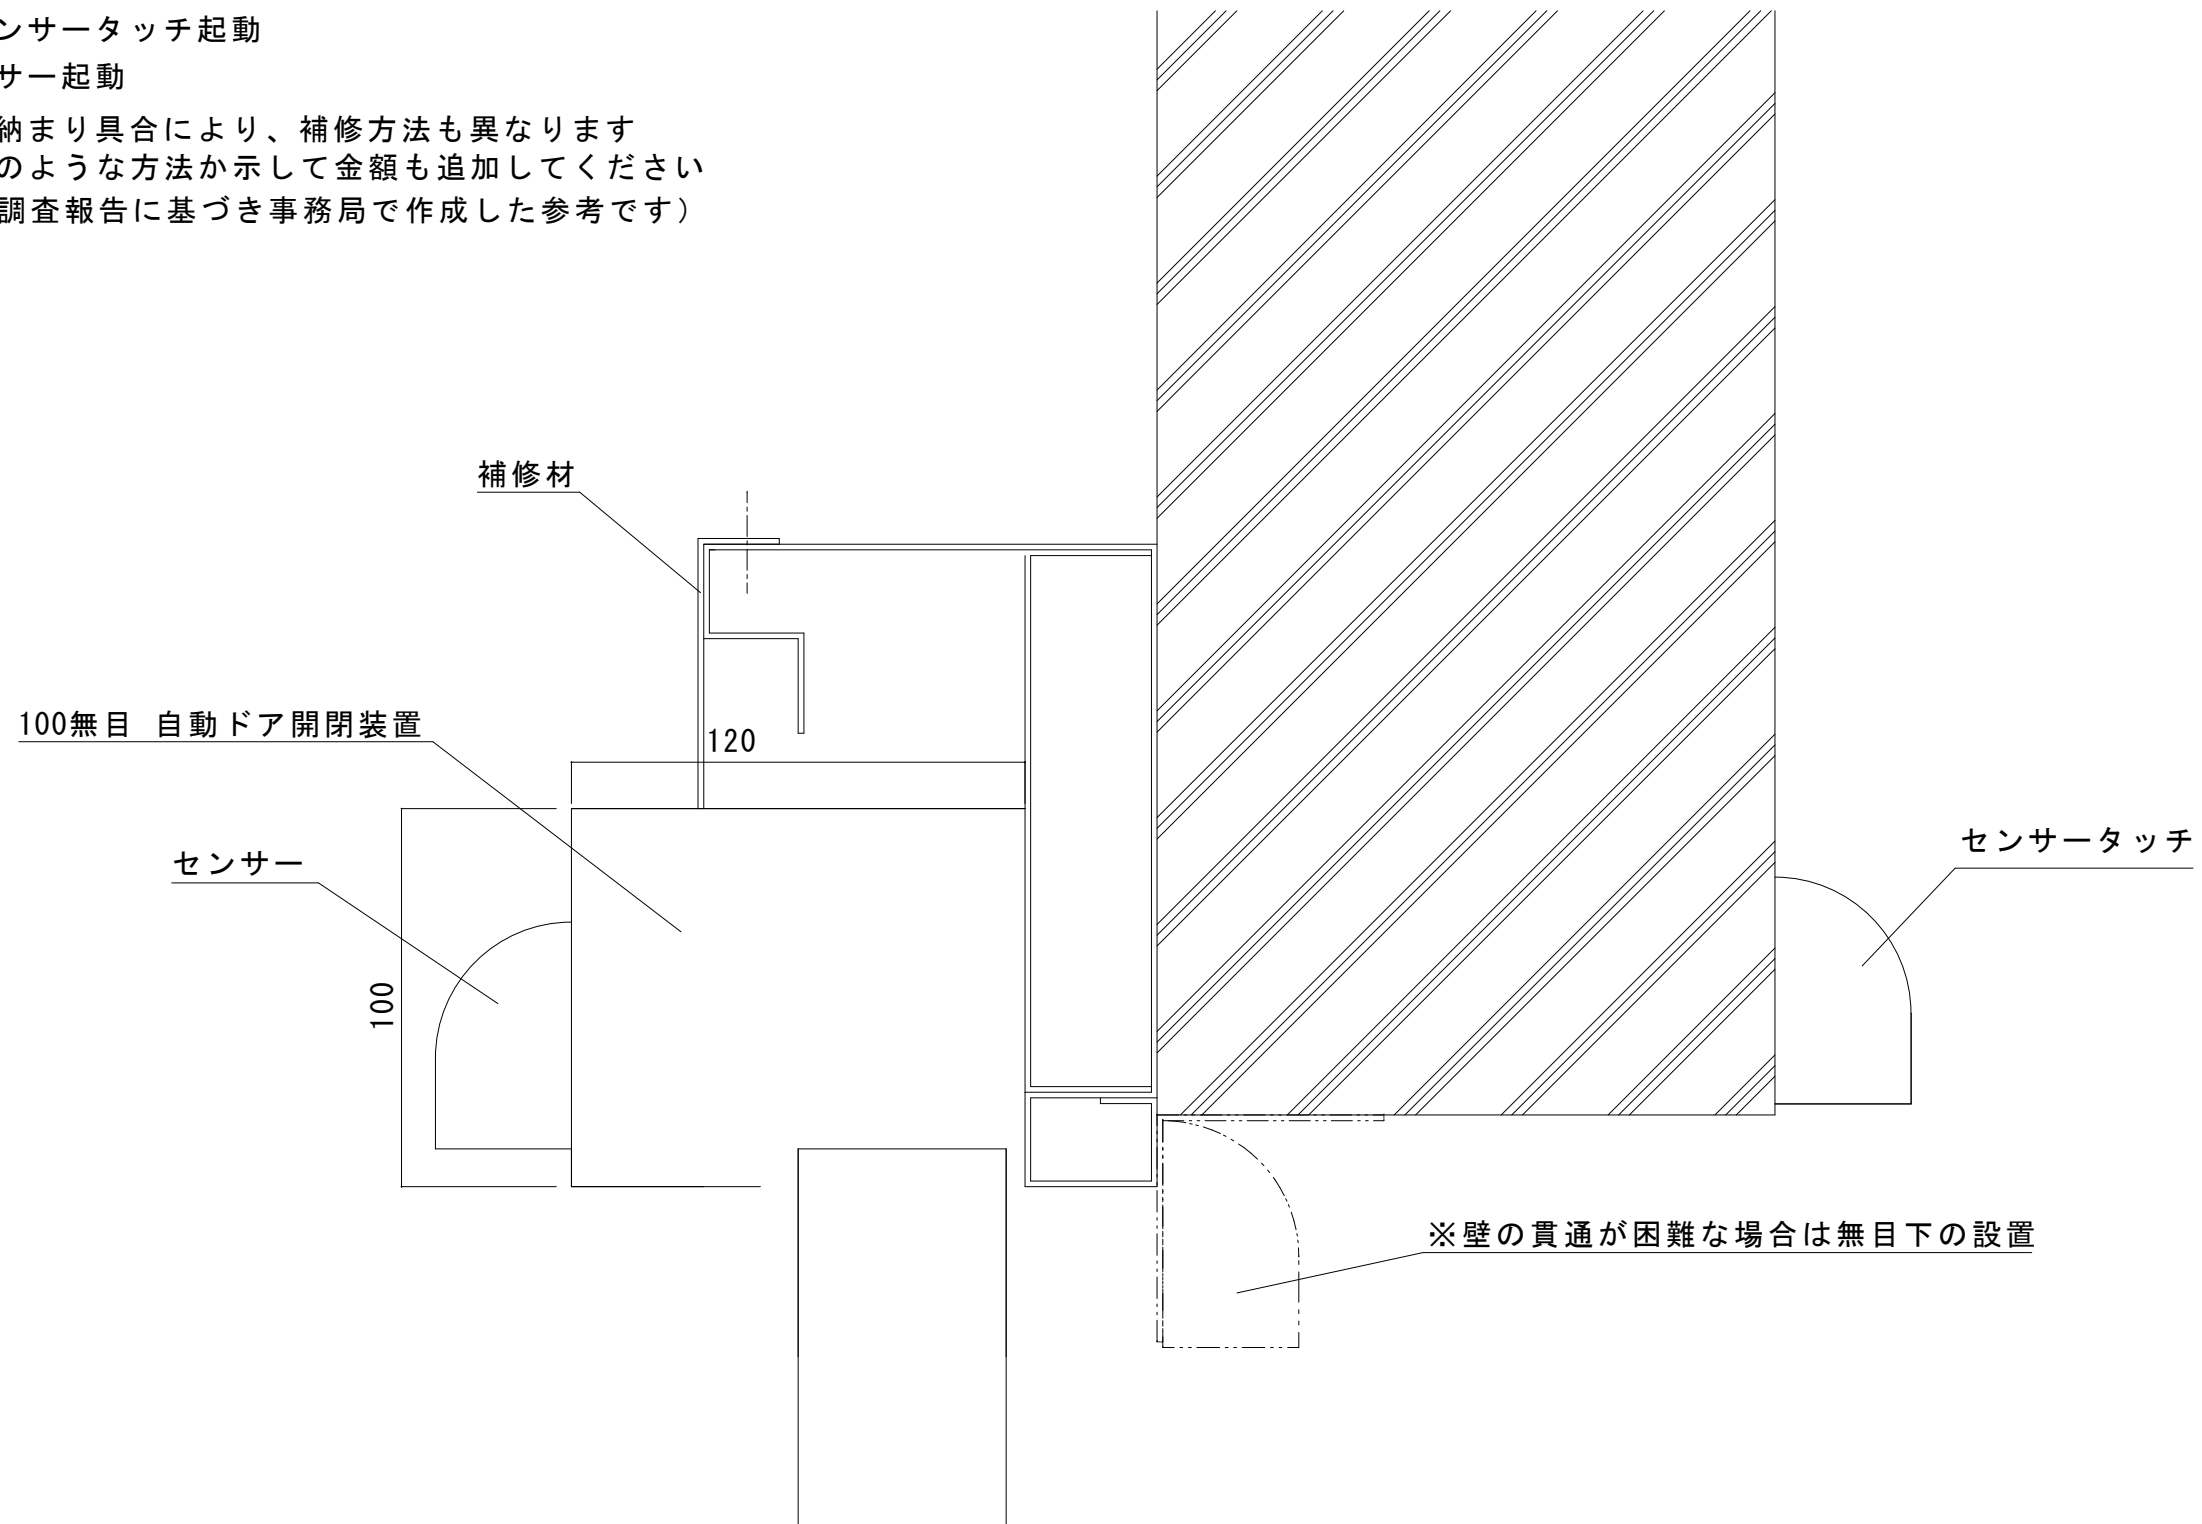 ンサータッチ起動
サー起動
納まり具合により、補修方法も異なります
のような方法か示して金額も追加してください
調査報告に基づき事務局で作成した参考です）
補修材
100無目 自動ドア開閉装置
120
センサー
センサータッチ
100
※壁の貫通が困難な場合は無目下の設置